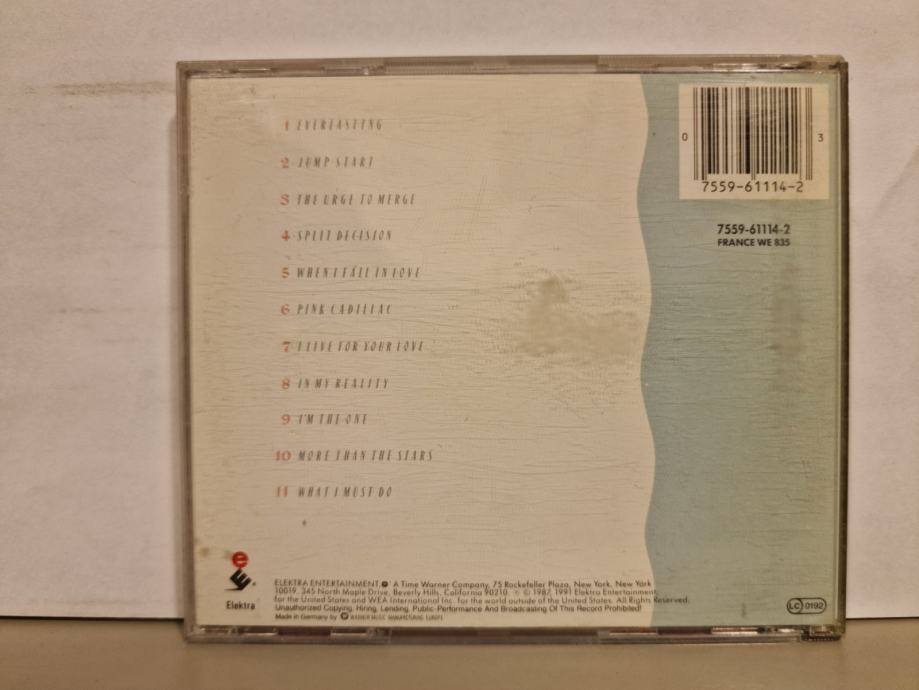 1 EVERLASTING
2 JUMP START
3 THE URGE TO MERGE
4 SPLIT DECISION
5 WHEN I FALL IN LOVE
6 PINK CADILLAC
7 I LIVE FOR YOUR LOVE
8 IN MY REALITY
9 I'M THE ONE
10 MORE THAN THE STARS
11 WHAT I MUST DO
0 3
7559-61114-2
7559-61114-2
FRANCE WE 835
e
Elektra
ELEKTRA ENTERTAINMENT, A Time Warner Company, 75 Rockefeller Plaza, New York, New York
10019, 345 North Maple Drive, Beverly Hills, California 90210. ℗ © 1987, 1991 Elektra Entertainment,
for the United States and WEA International Inc. for the world outside of the United States. All Rights Reserved.
Unauthorized Copying, Hiring, Lending, Public Performance And Broadcasting Of This Record Prohibited!
Made in Germany by WARNER MUSIC MANUFACTURING EUROPE
LC 0192